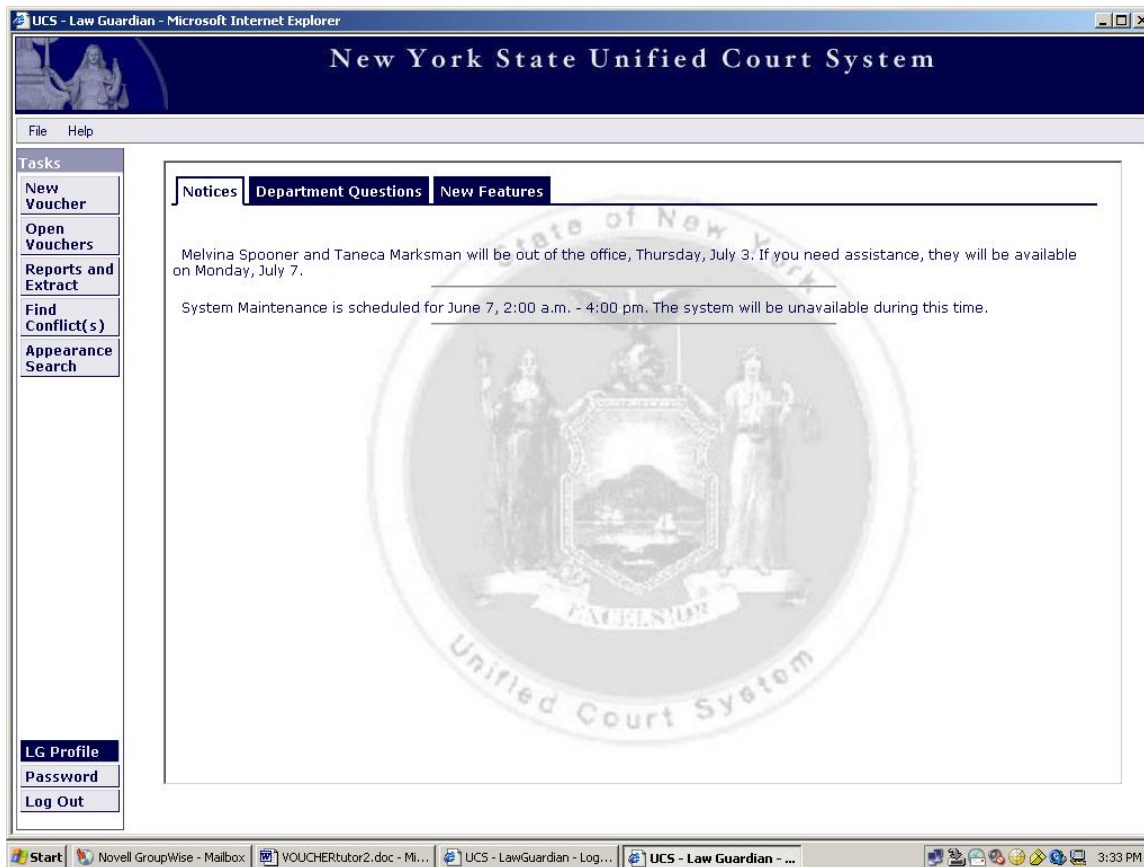 UCS - Law Guardian - Microsoft Internet Explorer
New York State Unified Court System
File Help
Tasks
New
Voucher
Open
Vouchers
Reports and
Extract
Find
Conflict(s)
Appearance
Search
LG Profile
Password
Log Out
Notices Department Questions New Features
Melvina Spooner and Taneca Marksman will be out of the office, Thursday, July 3. If you need assistance, they will be available
on Monday, July 7.
System Maintenance is scheduled for June 7, 2:00 a.m. - 4:00 pm. The system will be unavailable during this time.
State of New York
EXCELSIOR
Unified Court System
Start Novell GroupWise - Mailbox VOUCHERtutor2.doc - Mi... UCS - LawGuardian - Log... UCS - Law Guardian - ... 3:33 PM